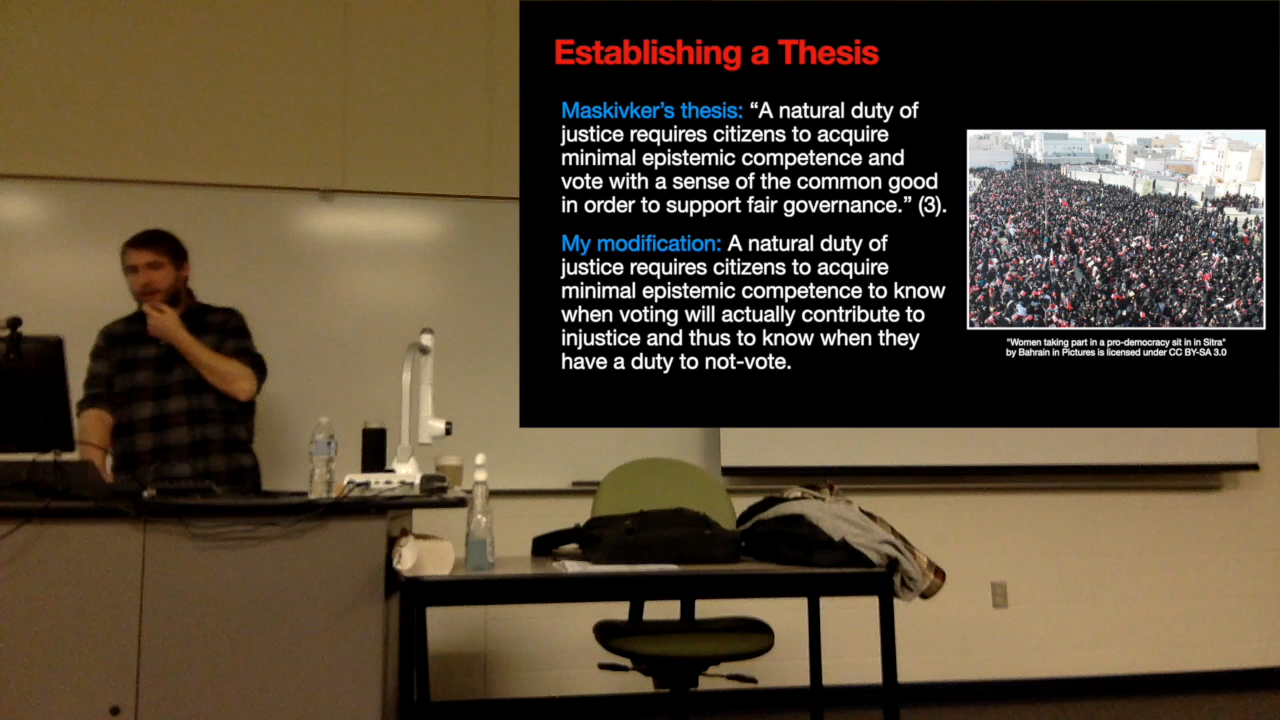 Establishing a Thesis
Maskivker's thesis: “A natural duty of
justice requires citizens to acquire
minimal epistemic competence and
vote with a sense of the common good
in order to support fair governance.” (3).
My modification: A natural duty of
justice requires citizens to acquire
minimal epistemic competence to know
when voting will actually contribute to
injustice and thus to know when they
have a duty to not-vote.
"Women taking part in a pro-democracy sit in in Sitra"
by Bahrain in Pictures is licensed under CC BY-SA 3.0